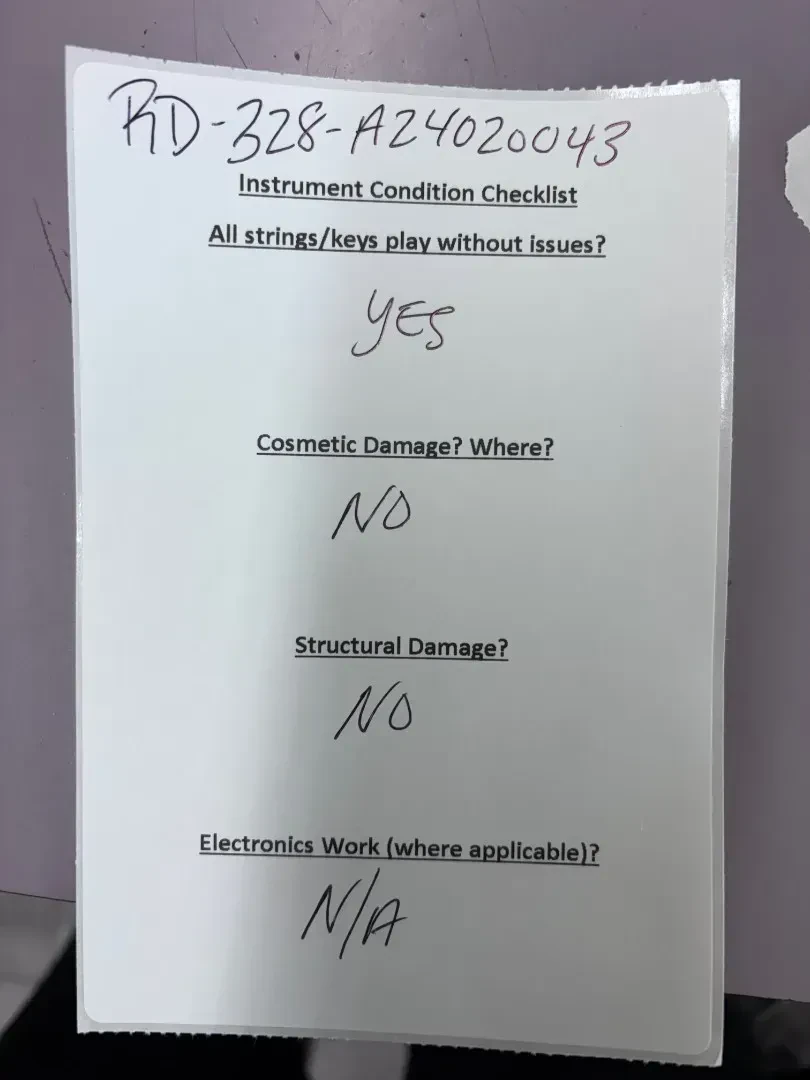 RD-328-A24020043
Instrument Condition Checklist
All strings/keys play without issues?
YES
Cosmetic Damage? Where?
NO
Structural Damage?
NO
Electronics Work (where applicable)?
N/A